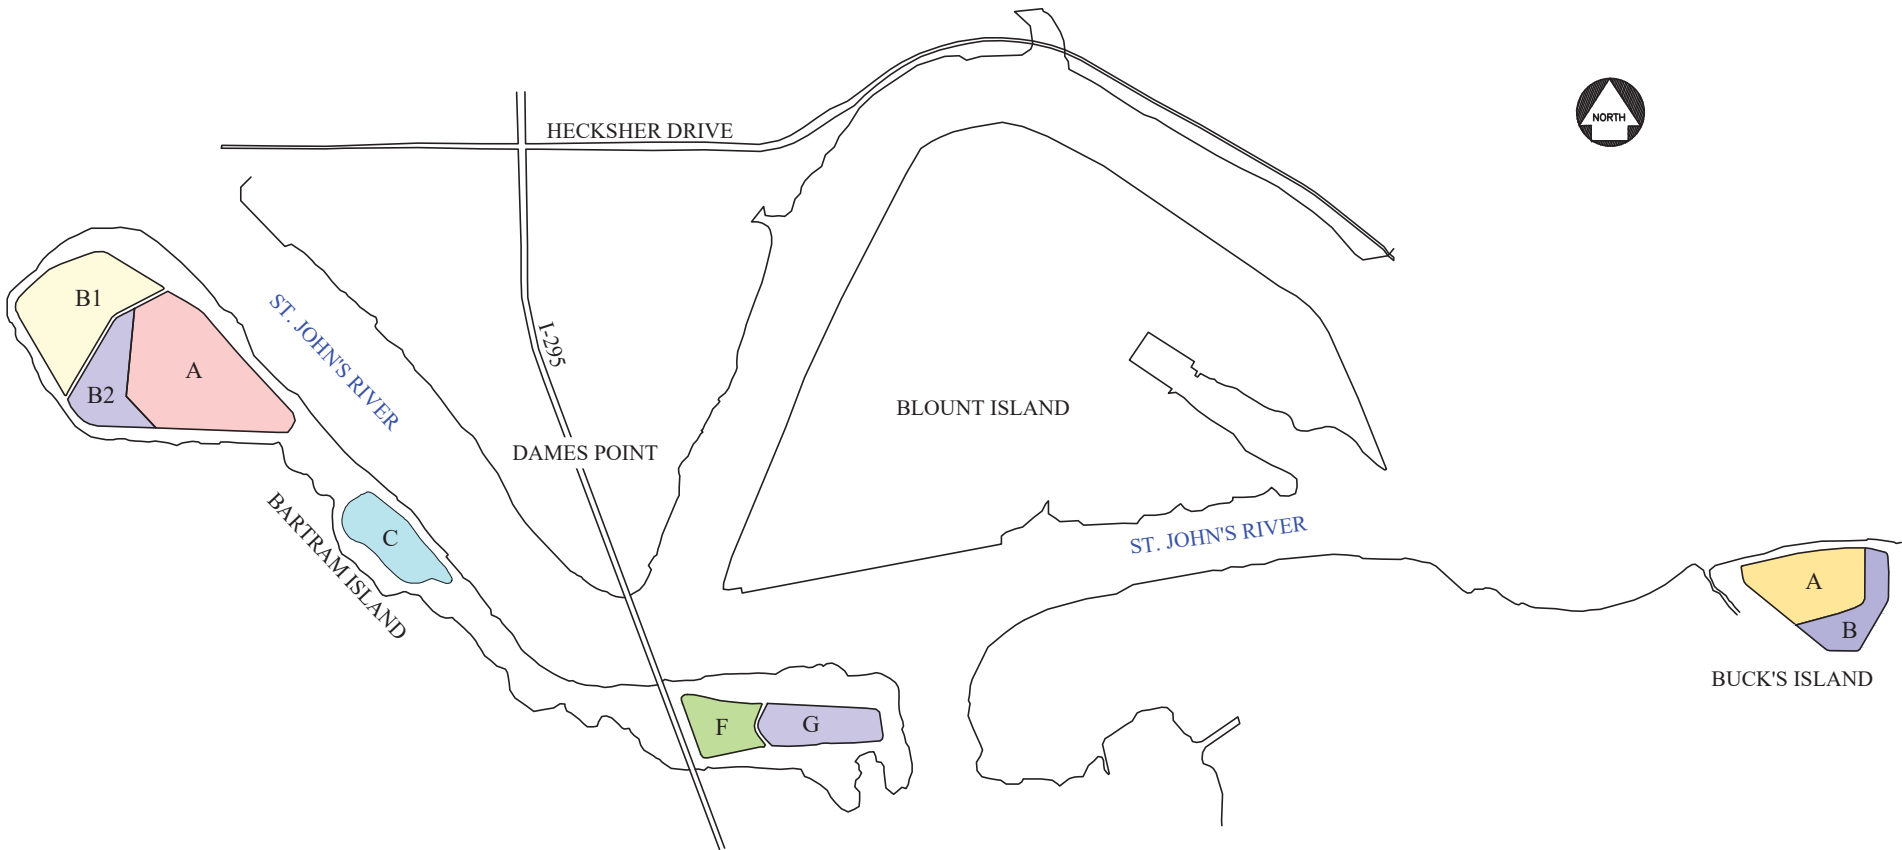 NORTH
HECKSHER DRIVE
B1
ST. JOHN'S RIVER
I-295
A
B2
BLOUNT ISLAND
DAMES POINT
BARTRAM ISLAND
C
ST. JOHN'S RIVER
A
B
BUCK'S ISLAND
F
G